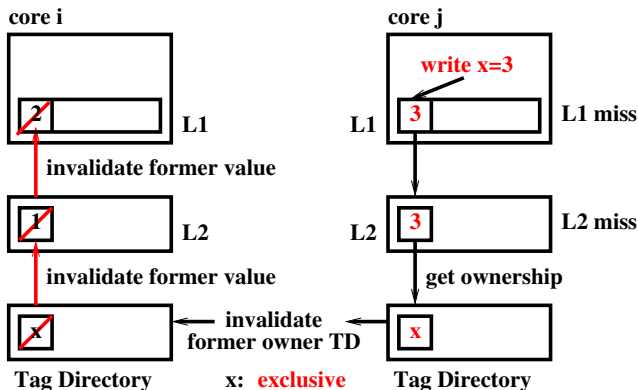 core i
core j
write x=3
2
L1
L1
3
L1 miss
invalidate former value
1
L2
L2
3
L2 miss
invalidate former value
get ownership
x
invalidate
former owner TD
x
Tag Directory
x: exclusive
Tag Directory